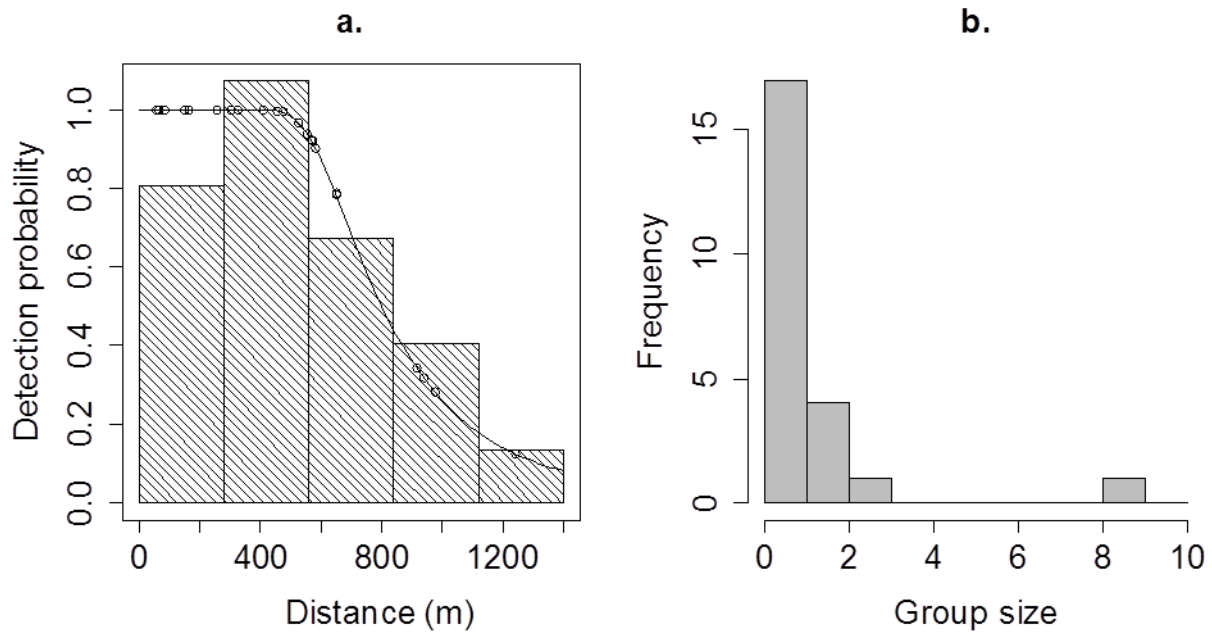 a.
Detection probability
1.0
0.8
0.6
0.4
0.2
0.0
0 400 800 1200
Distance (m)
b.
Frequency
15
10
5
0
0 2 4 6 8 10
Group size